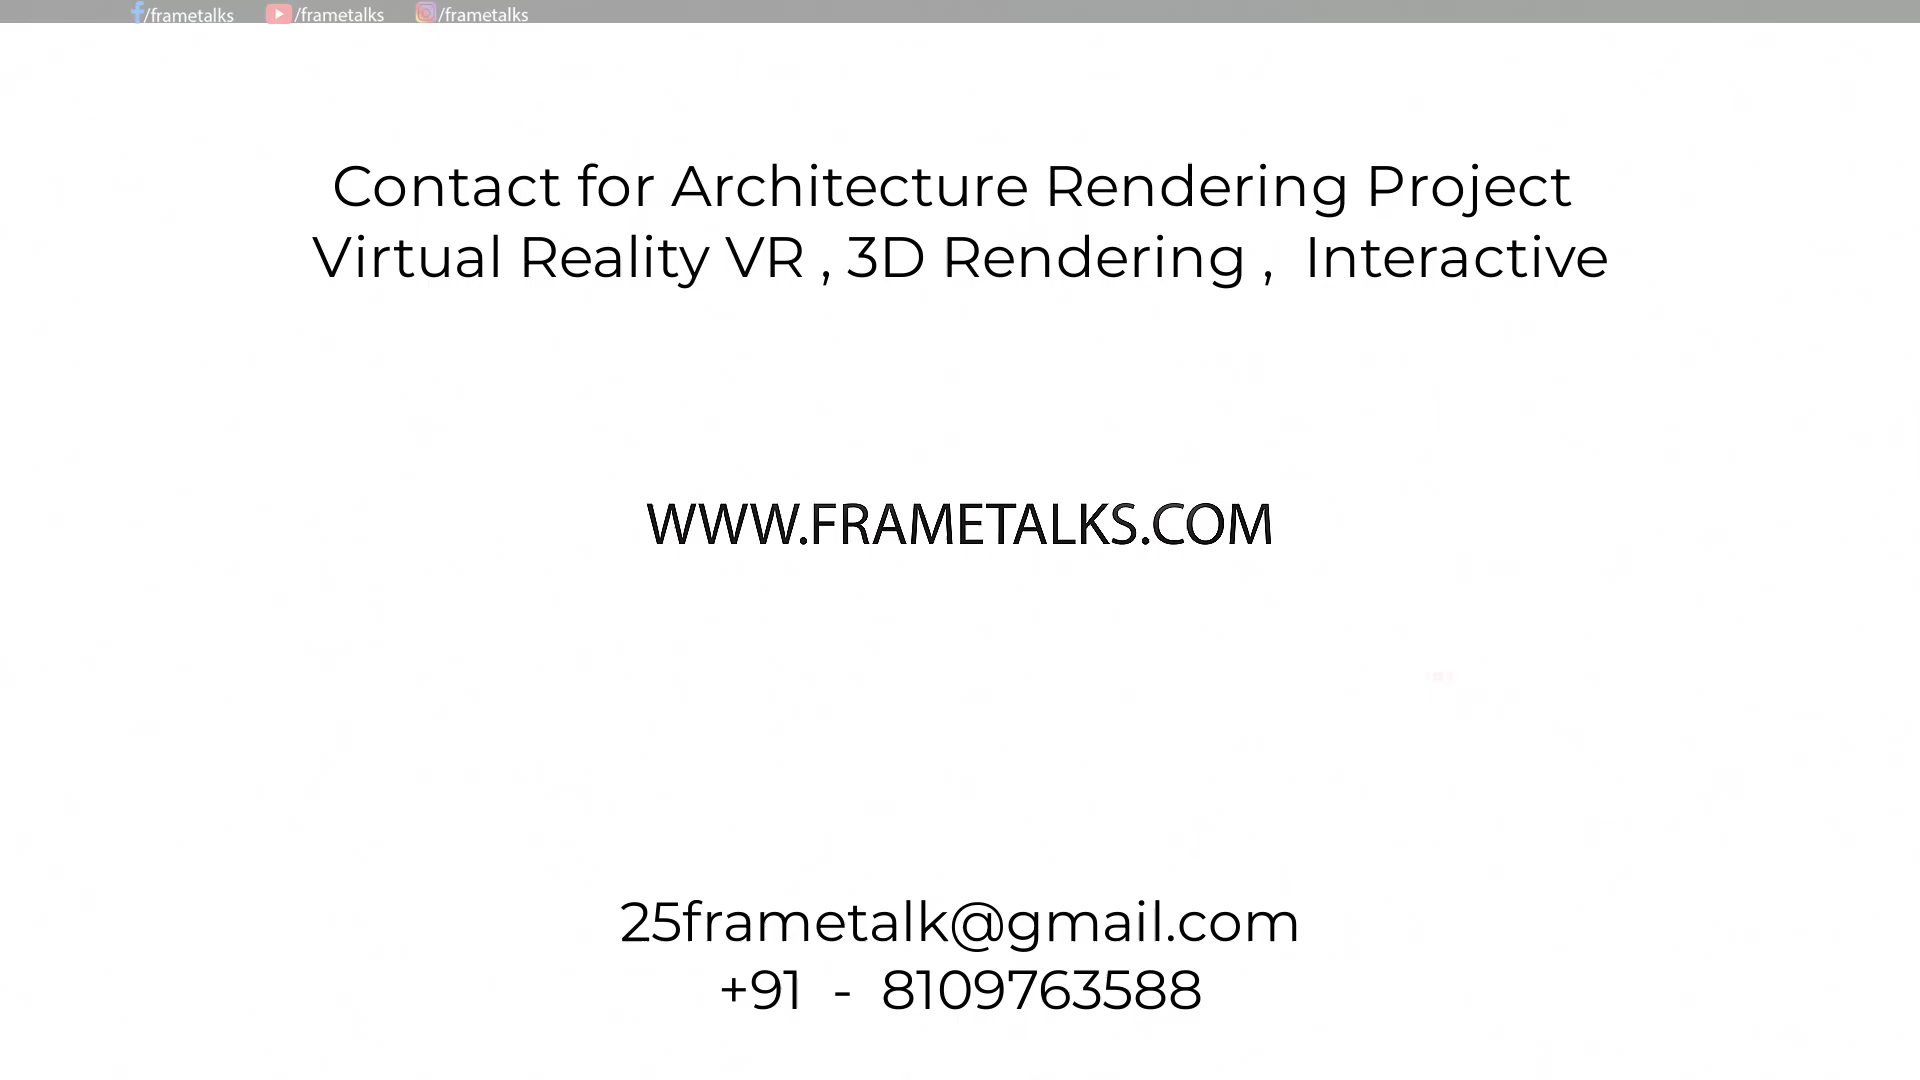 /frametalks /frametalks /frametalks
Contact for Architecture Rendering Project
Virtual Reality VR , 3D Rendering , Interactive
WWW.FRAMETALKS.COM
25frametalk@gmail.com
+91 - 8109763588